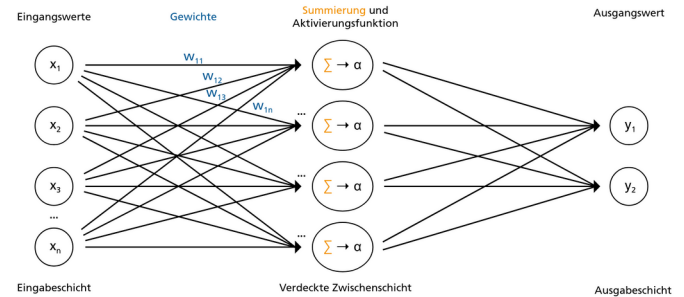 Eingangswerte
Gewichte
Summierung und
Aktivierungsfunktion
Ausgangswert
x1
w11
∑ → α
w12
w13
w1n
...
x2
∑ → α
y1
...
x3
∑ → α
y2
...
...
xn
∑ → α
Eingabeschicht
Verdeckte Zwischenschicht
Ausgabeschicht